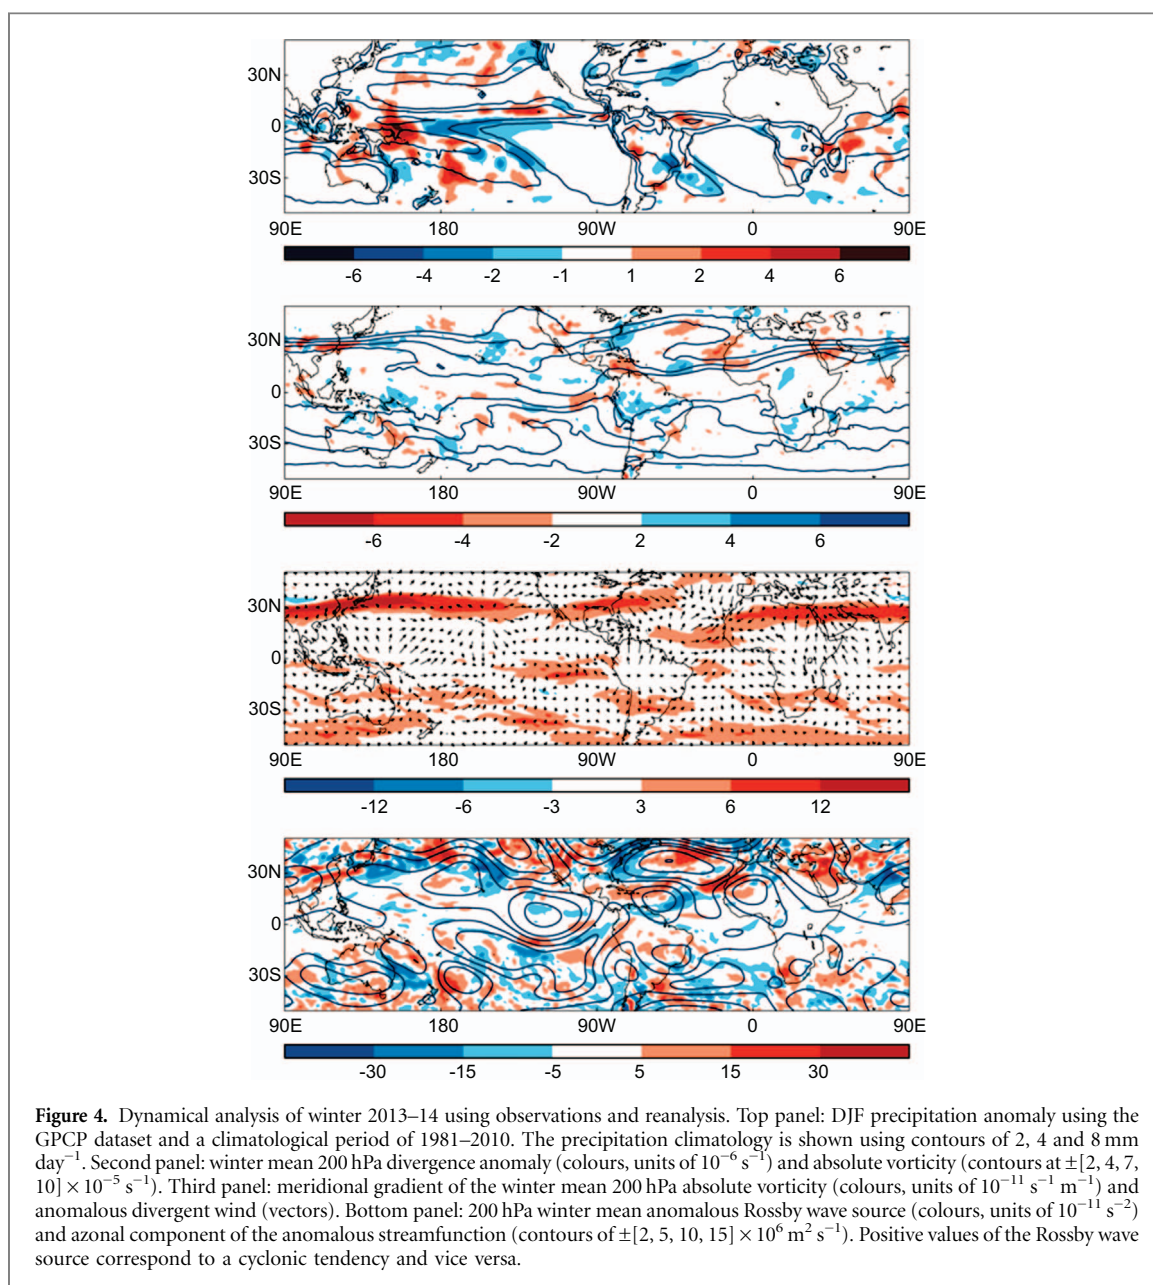 30N
0
30S
90E 180 90W 0 90E
-6 -4 -2 -1 1 2 4 6
30N
0
30S
90E 180 90W 0 90E
-6 -4 -2 2 4 6
30N
0
30S
90E 180 90W 0 90E
-12 -6 -3 3 6 12
30N
0
30S
90E 180 90W 0 90E
-30 -15 -5 5 15 30
Figure 4. Dynamical analysis of winter 2013–14 using observations and reanalysis. Top panel: DJF precipitation anomaly using the
GPCP dataset and a climatological period of 1981–2010. The precipitation climatology is shown using contours of 2, 4 and 8 mm
day⁻¹. Second panel: winter mean 200 hPa divergence anomaly (colours, units of 10⁻⁶ s⁻¹) and absolute vorticity (contours at ±[2, 4, 7,
10] × 10⁻⁵ s⁻¹). Third panel: meridional gradient of the winter mean 200 hPa absolute vorticity (colours, units of 10⁻¹¹ s⁻¹ m⁻¹) and
anomalous divergent wind (vectors). Bottom panel: 200 hPa winter mean anomalous Rossby wave source (colours, units of 10⁻¹¹ s⁻²)
and azonal component of the anomalous streamfunction (contours of ±[2, 5, 10, 15] × 10⁶ m² s⁻¹). Positive values of the Rossby wave
source correspond to a cyclonic tendency and vice versa.